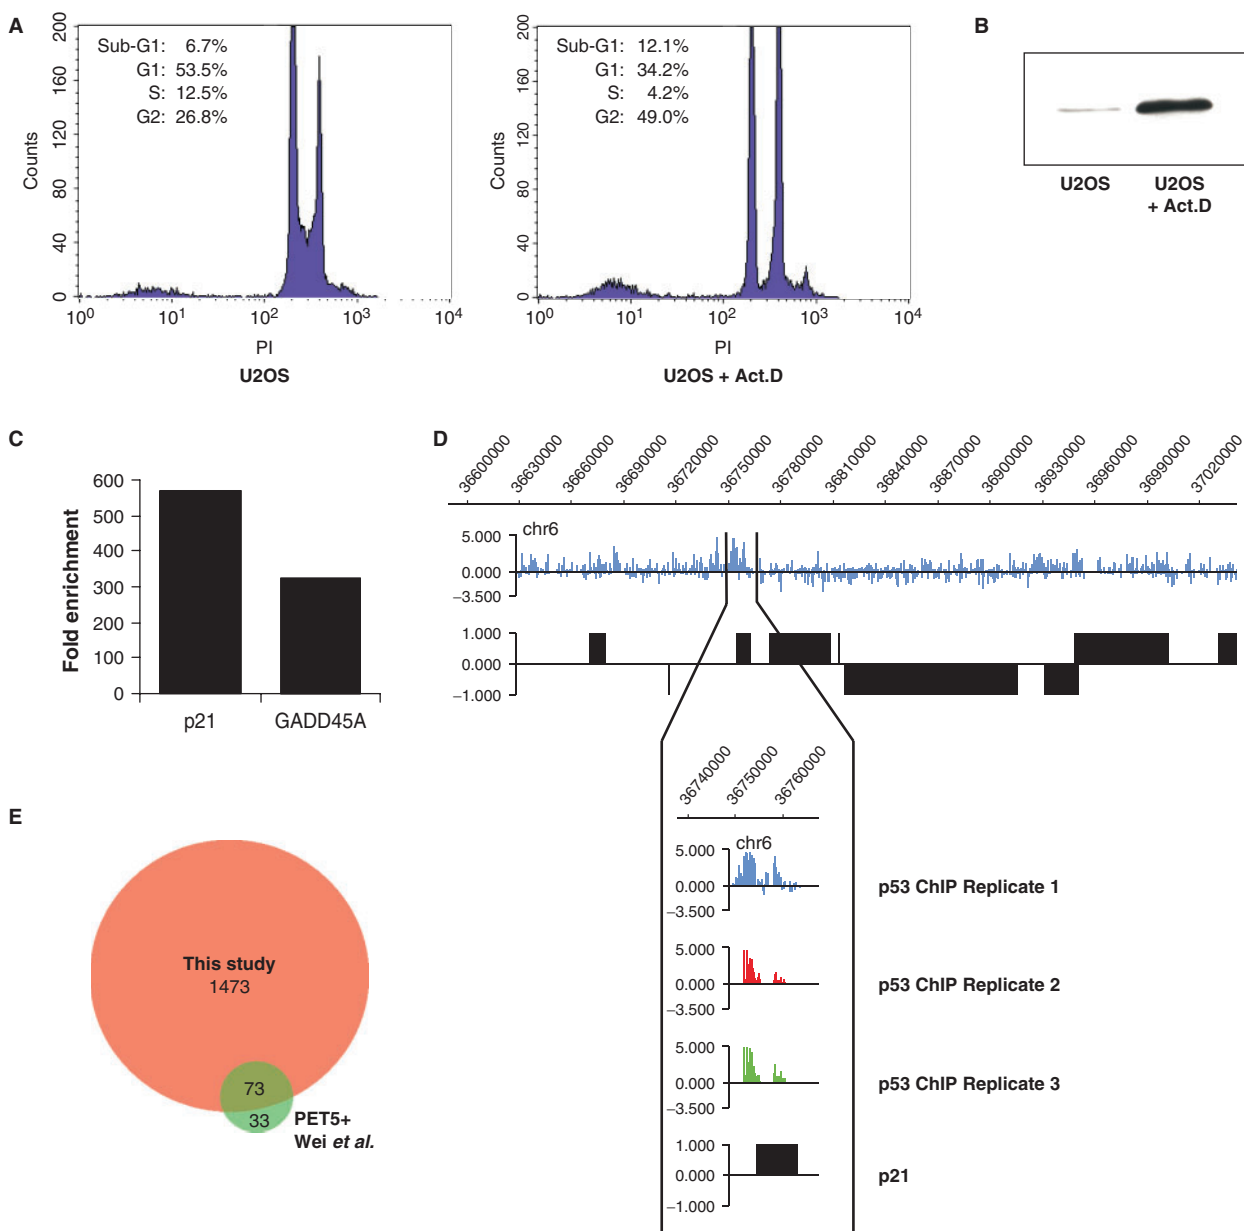 A
200
160
120
80
40
0
Counts
Sub-G1: 6.7%
G1: 53.5%
S: 12.5%
G2: 26.8%
10^0 10^1 10^2 10^3 10^4
PI
U2OS
200
160
120
80
40
0
Counts
Sub-G1: 12.1%
G1: 34.2%
S: 4.2%
G2: 49.0%
10^0 10^1 10^2 10^3 10^4
PI
U2OS + Act.D
B
U2OS
U2OS
+ Act.D
C
Fold enrichment
600
500
400
300
200
100
0
p21 GADD45A
D
36600000 36630000 36660000 36690000 36720000 36750000 36780000 36810000 36840000 36870000 36900000 36930000 36960000 36990000 37020000
chr6
5.000
0.000
−3.500
1.000
0.000
−1.000
36740000 36750000 36760000
chr6
5.000
0.000
−3.500
p53 ChIP Replicate 1
5.000
0.000
−3.500
p53 ChIP Replicate 2
5.000
0.000
−3.500
p53 ChIP Replicate 3
1.000
0.000
−1.000
p21
E
This study
1473
73
33
PET5+
Wei et al.